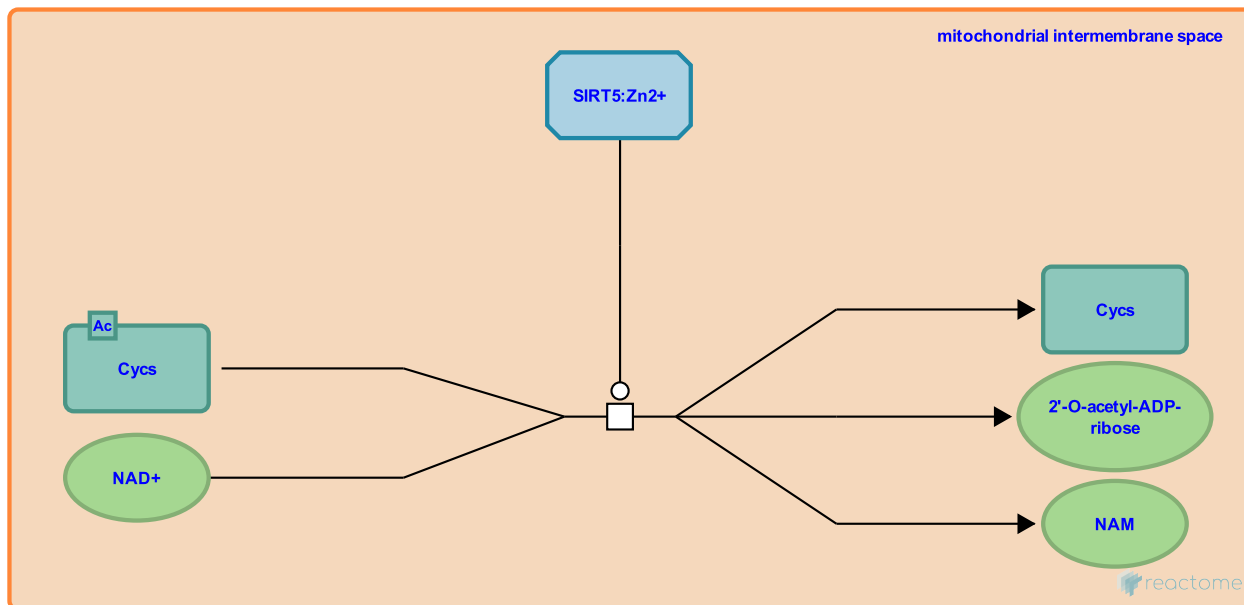 mitochondrial intermembrane space
SIRT5:Zn2+
Ac
Cycs
NAD+
Cycs
2'-O-acetyl-ADP-
ribose
NAM
reactome